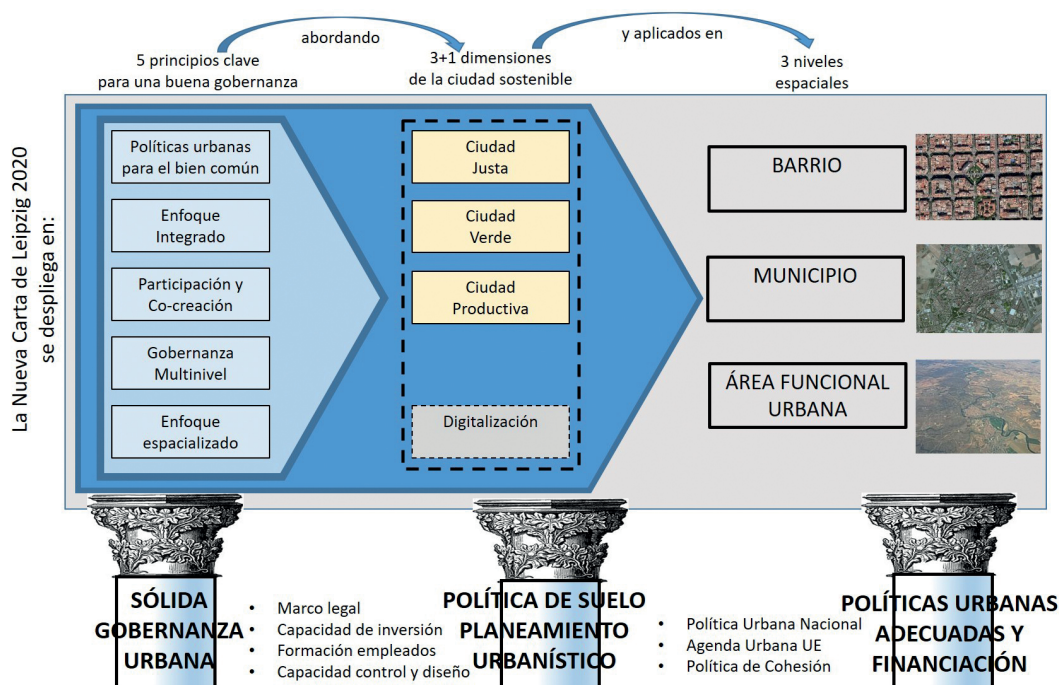 abordando
y aplicados en
5 principios clave
para una buena gobernanza
3+1 dimensiones
de la ciudad sostenible
3 niveles
espaciales
La Nueva Carta de Leipzig 2020
se despliega en:
Políticas urbanas
para el bien común
Enfoque
Integrado
Participación y
Co-creación
Gobernanza
Multinivel
Enfoque
espacializado
Ciudad
Justa
Ciudad
Verde
Ciudad
Productiva
Digitalización
BARRIO
MUNICIPIO
ÁREA FUNCIONAL
URBANA
SÓLIDA
GOBERNANZA
URBANA
• Marco legal
• Capacidad de inversión
• Formación empleados
• Capacidad control y diseño
POLÍTICA DE SUELO
PLANEAMIENTO
URBANÍSTICO
• Política Urbana Nacional
• Agenda Urbana UE
• Política de Cohesión
POLÍTICAS URBANAS
ADECUADAS Y
FINANCIACIÓN